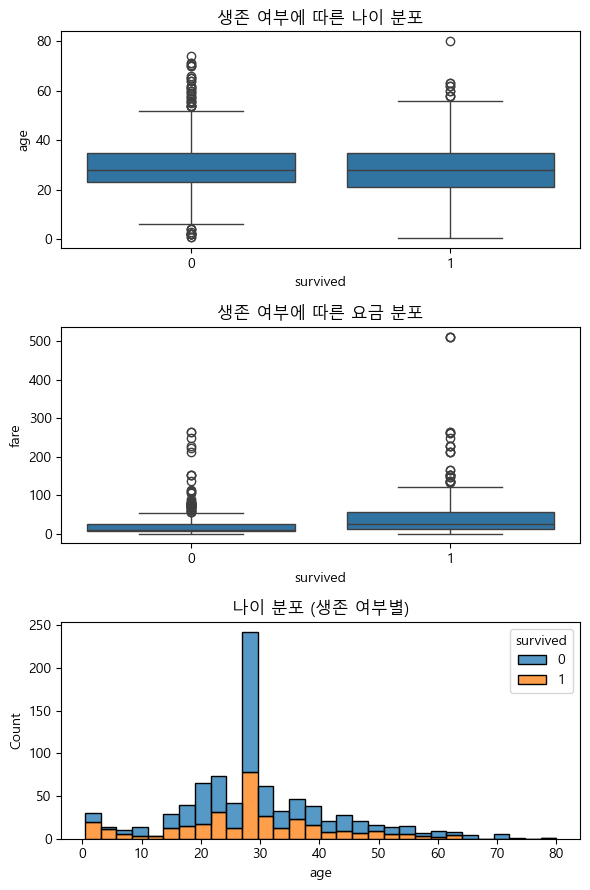 생존 여부에 따른 나이 분포
80
60
40
20
0
age
0 1
survived
생존 여부에 따른 요금 분포
500
400
300
200
100
0
fare
0 1
survived
나이 분포 (생존 여부별)
250
200
150
100
50
0
Count
survived
0
1
0 10 20 30 40 50 60 70 80
age